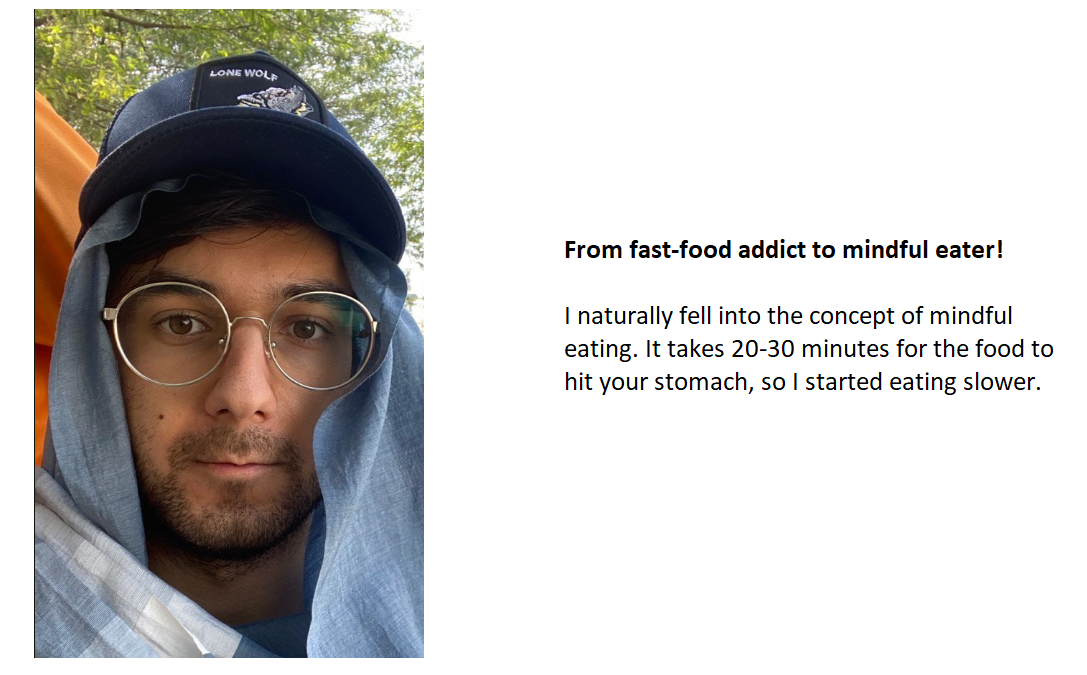 LONE WOLF
From fast-food addict to mindful eater!
I naturally fell into the concept of mindful
eating. It takes 20-30 minutes for the food to
hit your stomach, so I started eating slower.